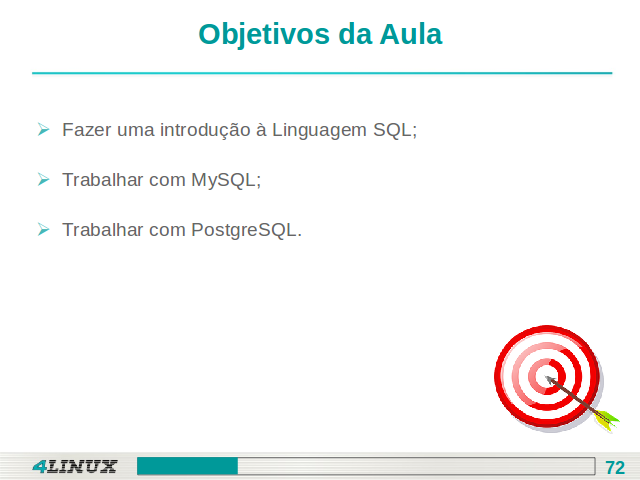 Objetivos da Aula
Fazer uma introdução à Linguagem SQL;
Trabalhar com MySQL;
Trabalhar com PostgreSQL.
4LINUX
72